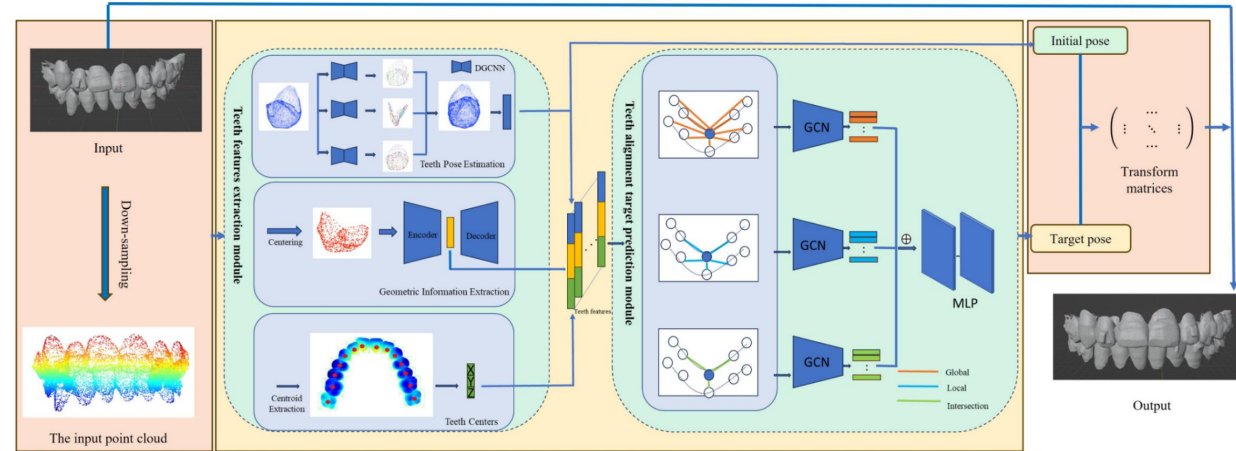 Input
Down-sampling
The input point cloud
Teeth features extraction module
DGCNN
Teeth Pose Estimation
Centering
Encoder
Decoder
Geometric Information Extraction
Centroid
Extraction
X
Y
Z
Teeth Centers
Teeth features
Teeth alignment target prediction module
GCN
GCN
GCN
MLP
Global
Local
Intersection
Initial pose
Transform
matrices
Target pose
Output